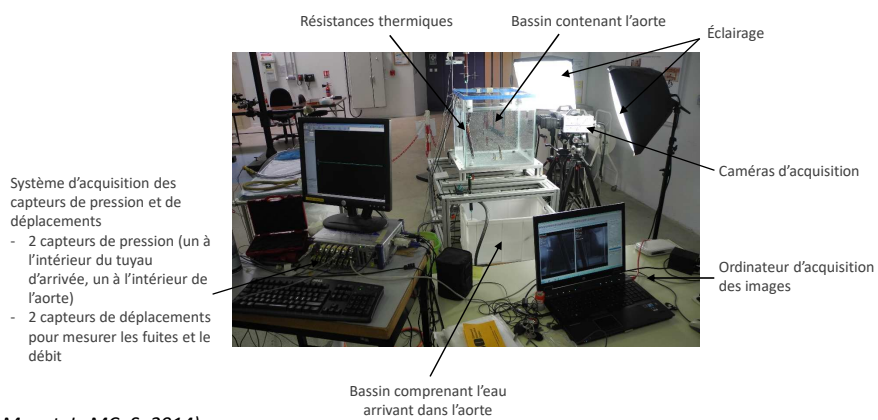 Résistances thermiques
Bassin contenant l'aorte
Éclairage
Caméras d'acquisition
Système d'acquisition des
capteurs de pression et de
déplacements
- 2 capteurs de pression (un à
l'intérieur du tuyau
d'arrivée, un à l'intérieur de
l'aorte)
- 2 capteurs de déplacements
pour mesurer les fuites et le
débit
Ordinateur d'acquisition
des images
Bassin comprenant l'eau
arrivant dans l'aorte